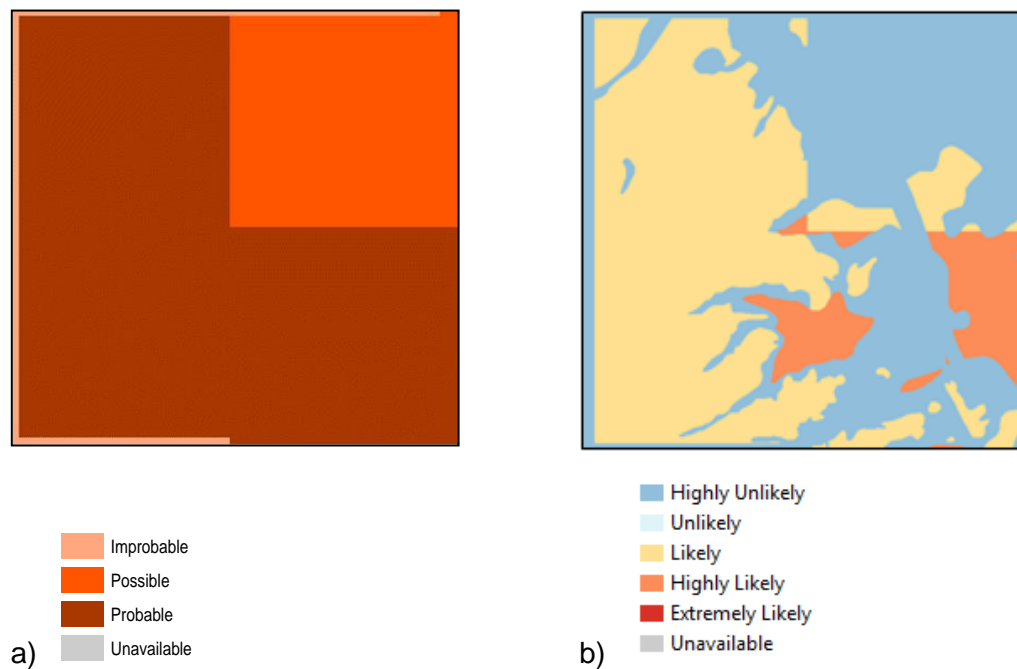 Improbable
Possible
Probable
Unavailable
a)
Highly Unlikely
Unlikely
Likely
Highly Likely
Extremely Likely
Unavailable
b)